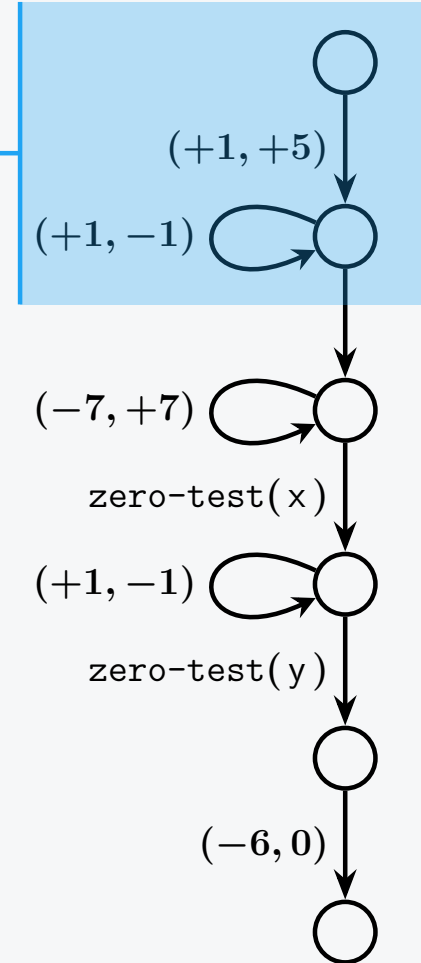 (+1, +5)
(+1, −1)
(−7, +7)
zero-test(x)
(+1, −1)
zero-test(y)
(−6, 0)